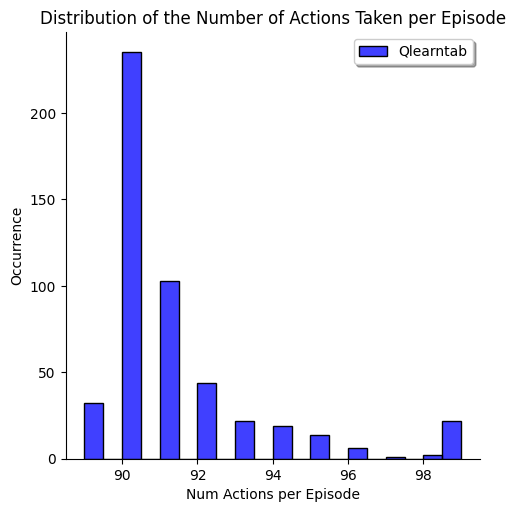 Distribution of the Number of Actions Taken per Episode
Qlearntab
Occurrence
200
150
100
50
0
90 92 94 96 98
Num Actions per Episode